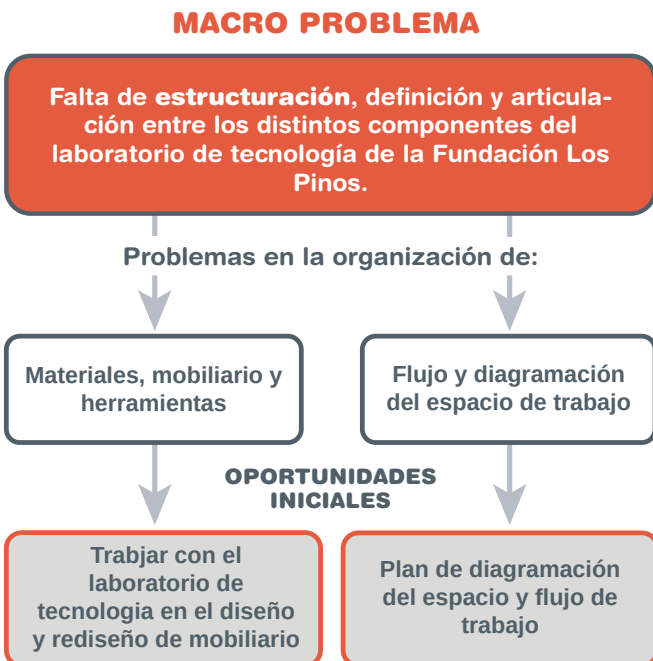 MACRO PROBLEMA
Falta de estructuración, definición y articula-
ción entre los distintos componentes del
laboratorio de tecnología de la Fundación Los
Pinos.
Problemas en la organización de:
Materiales, mobiliario y
herramientas
Flujo y diagramación
del espacio de trabajo
OPORTUNIDADES
INICIALES
Trabjar con el
laboratorio de
tecnologia en el diseño
y rediseño de mobiliario
Plan de diagramación
del espacio y flujo de
trabajo